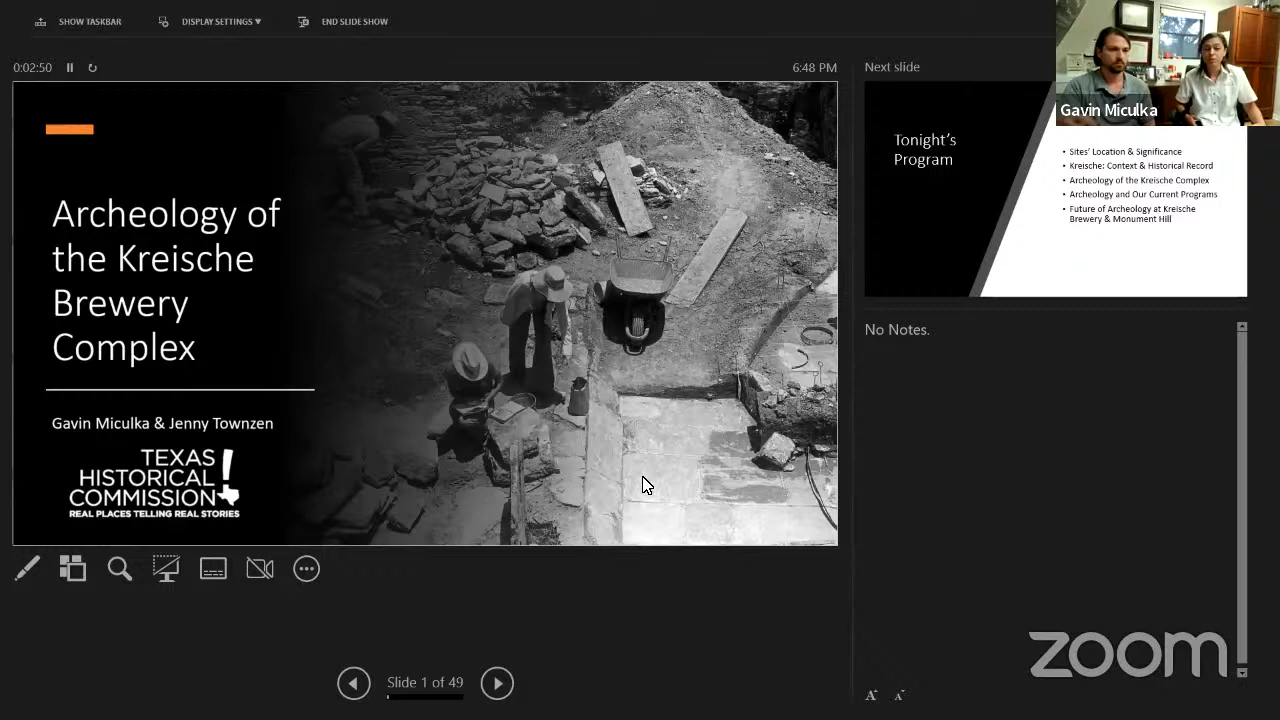 SHOW TASKBAR
DISPLAY SETTINGS ▼
END SLIDE SHOW
0:02:50
6:48 PM
Next slide
Archeology of
the Kreische
Brewery
Complex
Gavin Miculka & Jenny Townzen
TEXAS
HISTORICAL
COMMISSION
REAL PLACES TELLING REAL STORIES
Tonight's
Program
• Sites' Location & Significance
• Kreische: Context & Historical Record
• Archeology of the Kreische Complex
• Archeology and Our Current Programs
• Future of Archeology at Kreische
Brewery & Monument Hill
Gavin Miculka
No Notes.
Slide 1 of 49
A A
zoom